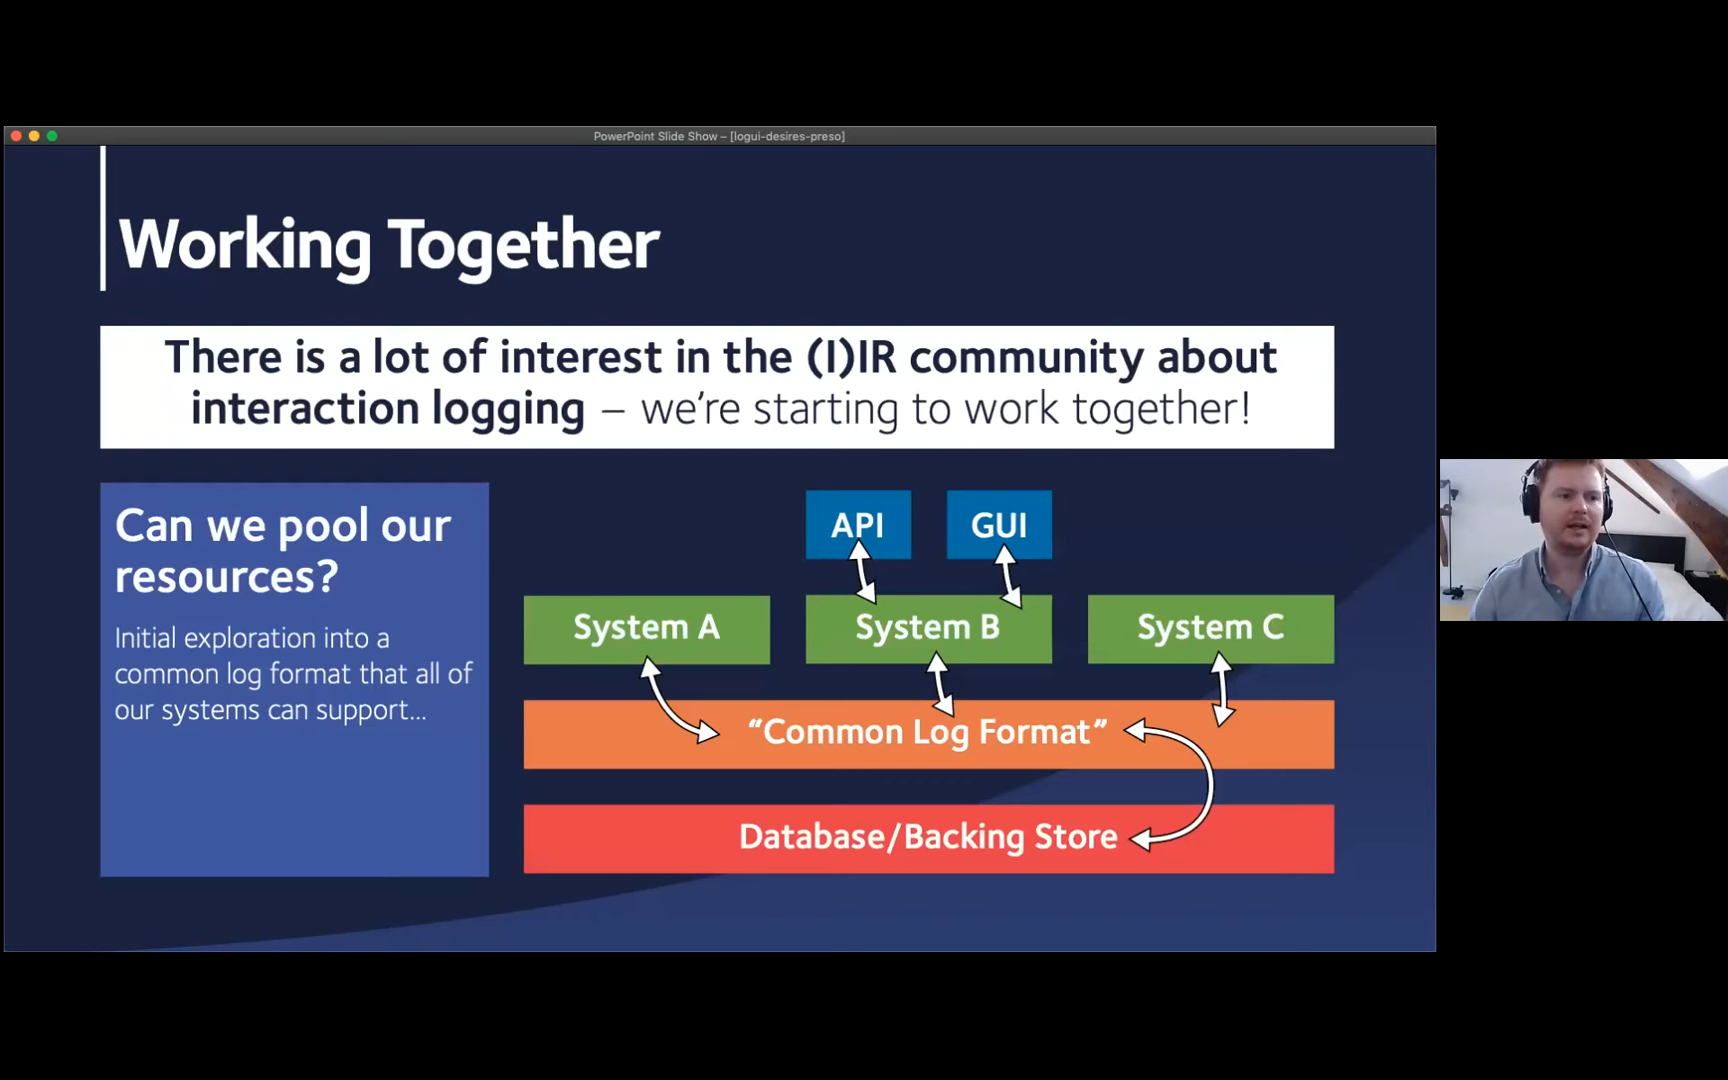 PowerPoint Slide Show – [logui-desires-preso]
Working Together
There is a lot of interest in the (I)IR community about
interaction logging – we're starting to work together!
Can we pool our
resources?
Initial exploration into a
common log format that all of
our systems can support...
API
GUI
System A
System B
System C
“Common Log Format”
Database/Backing Store